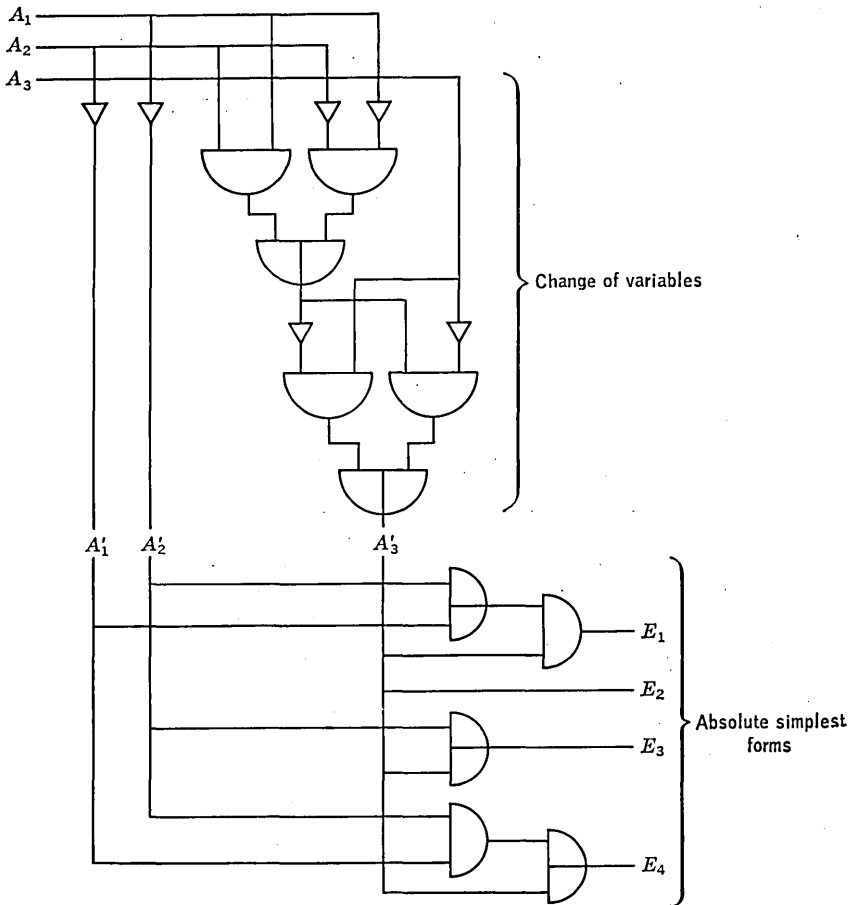 A₁
A₂
A₃
Change of variables
A′₁ A′₂ A′₃
E₁
E₂
Absolute simplest
forms
E₃
E₄